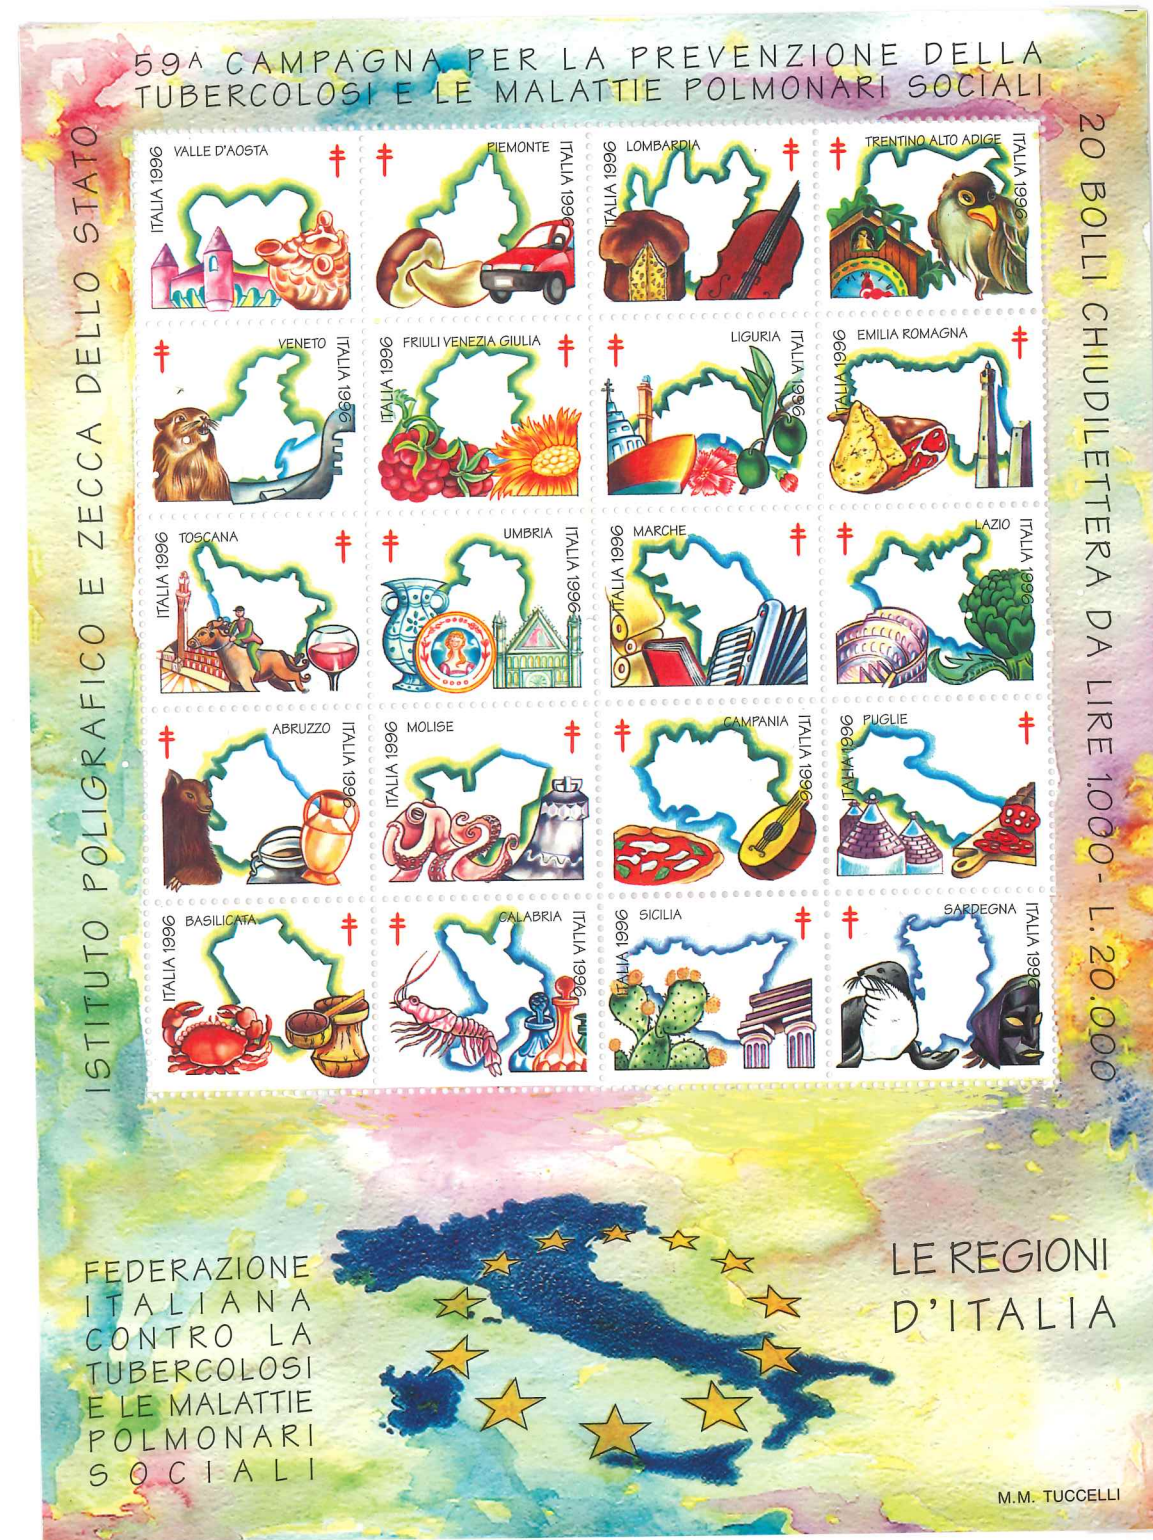 59A CAMPAGNA PER LA PREVENZIONE DELLA
TUBERCOLOSI E LE MALATTIE POLMONARI SOCIALI
ISTITUTO POLIGRAFICO E ZECCA DELLO STATO
20 BOLLI CHIUDILETTERA DA LIRE 1.000 - L. 20.000
VALLE D'AOSTA
ITALIA 1996
PIEMONTE
ITALIA 1996
LOMBARDIA
ITALIA 1996
TRENTINO ALTO ADIGE
ITALIA 1996
VENETO
ITALIA 1996
FRIULI VENEZIA GIULIA
ITALIA 1996
LIGURIA
ITALIA 1996
EMILIA ROMAGNA
ITALIA 1996
TOSCANA
ITALIA 1996
UMBRIA
ITALIA 1996
MARCHE
ITALIA 1996
LAZIO
ITALIA 1996
ABRUZZO
ITALIA 1996
MOLISE
ITALIA 1996
CAMPANIA
ITALIA 1996
PUGLIE
ITALIA 1996
BASILICATA
ITALIA 1996
CALABRIA
ITALIA 1996
SICILIA
ITALIA 1996
SARDEGNA
ITALIA 1996
FEDERAZIONE
ITALIANA
CONTRO LA
TUBERCOLOSI
E LE MALATTIE
POLMONARI
SOCIALI
LE REGIONI
D'ITALIA
M.M. TUCCELLI